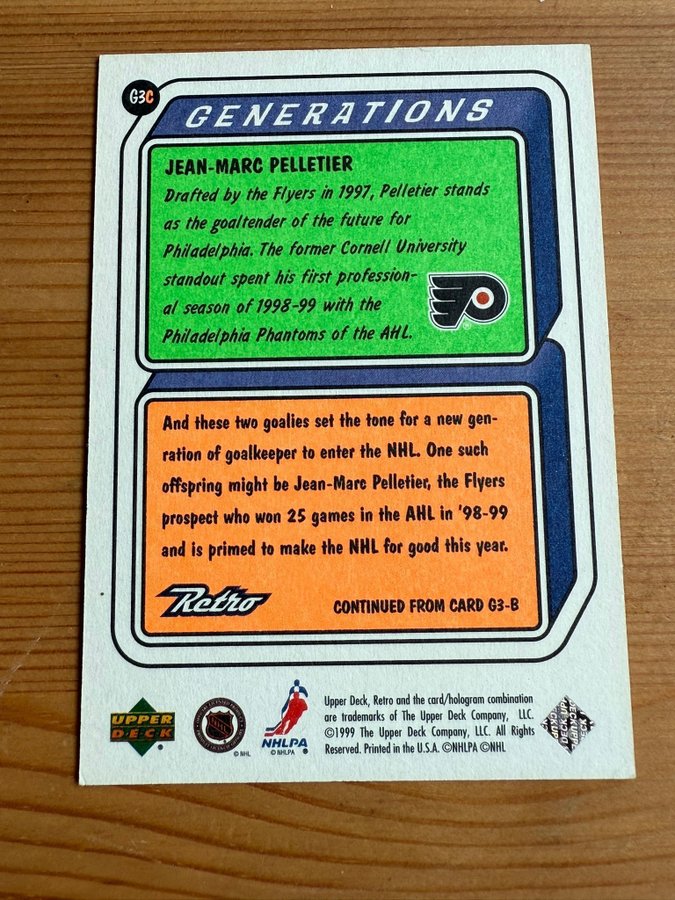 G3C
GENERATIONS
JEAN-MARC PELLETIER
Drafted by the Flyers in 1997, Pelletier stands
as the goaltender of the future for
Philadelphia. The former Cornell University
standout spent his first profession-
al season of 1998-99 with the
Philadelphia Phantoms of the AHL.
And these two goalies set the tone for a new gen-
ration of goalkeeper to enter the NHL. One such
offspring might be Jean-Marc Pelletier, the Flyers
prospect who won 25 games in the AHL in '98-99
and is primed to make the NHL for good this year.
Retro
CONTINUED FROM CARD G3-B
UPPER
DECK
NHL
© NHL
NHLPA
© NHLPA
Upper Deck, Retro and the card/hologram combination
are trademarks of The Upper Deck Company, LLC.
©1999 The Upper Deck Company, LLC. All Rights
Reserved. Printed in the U.S.A. ©NHLPA ©NHL